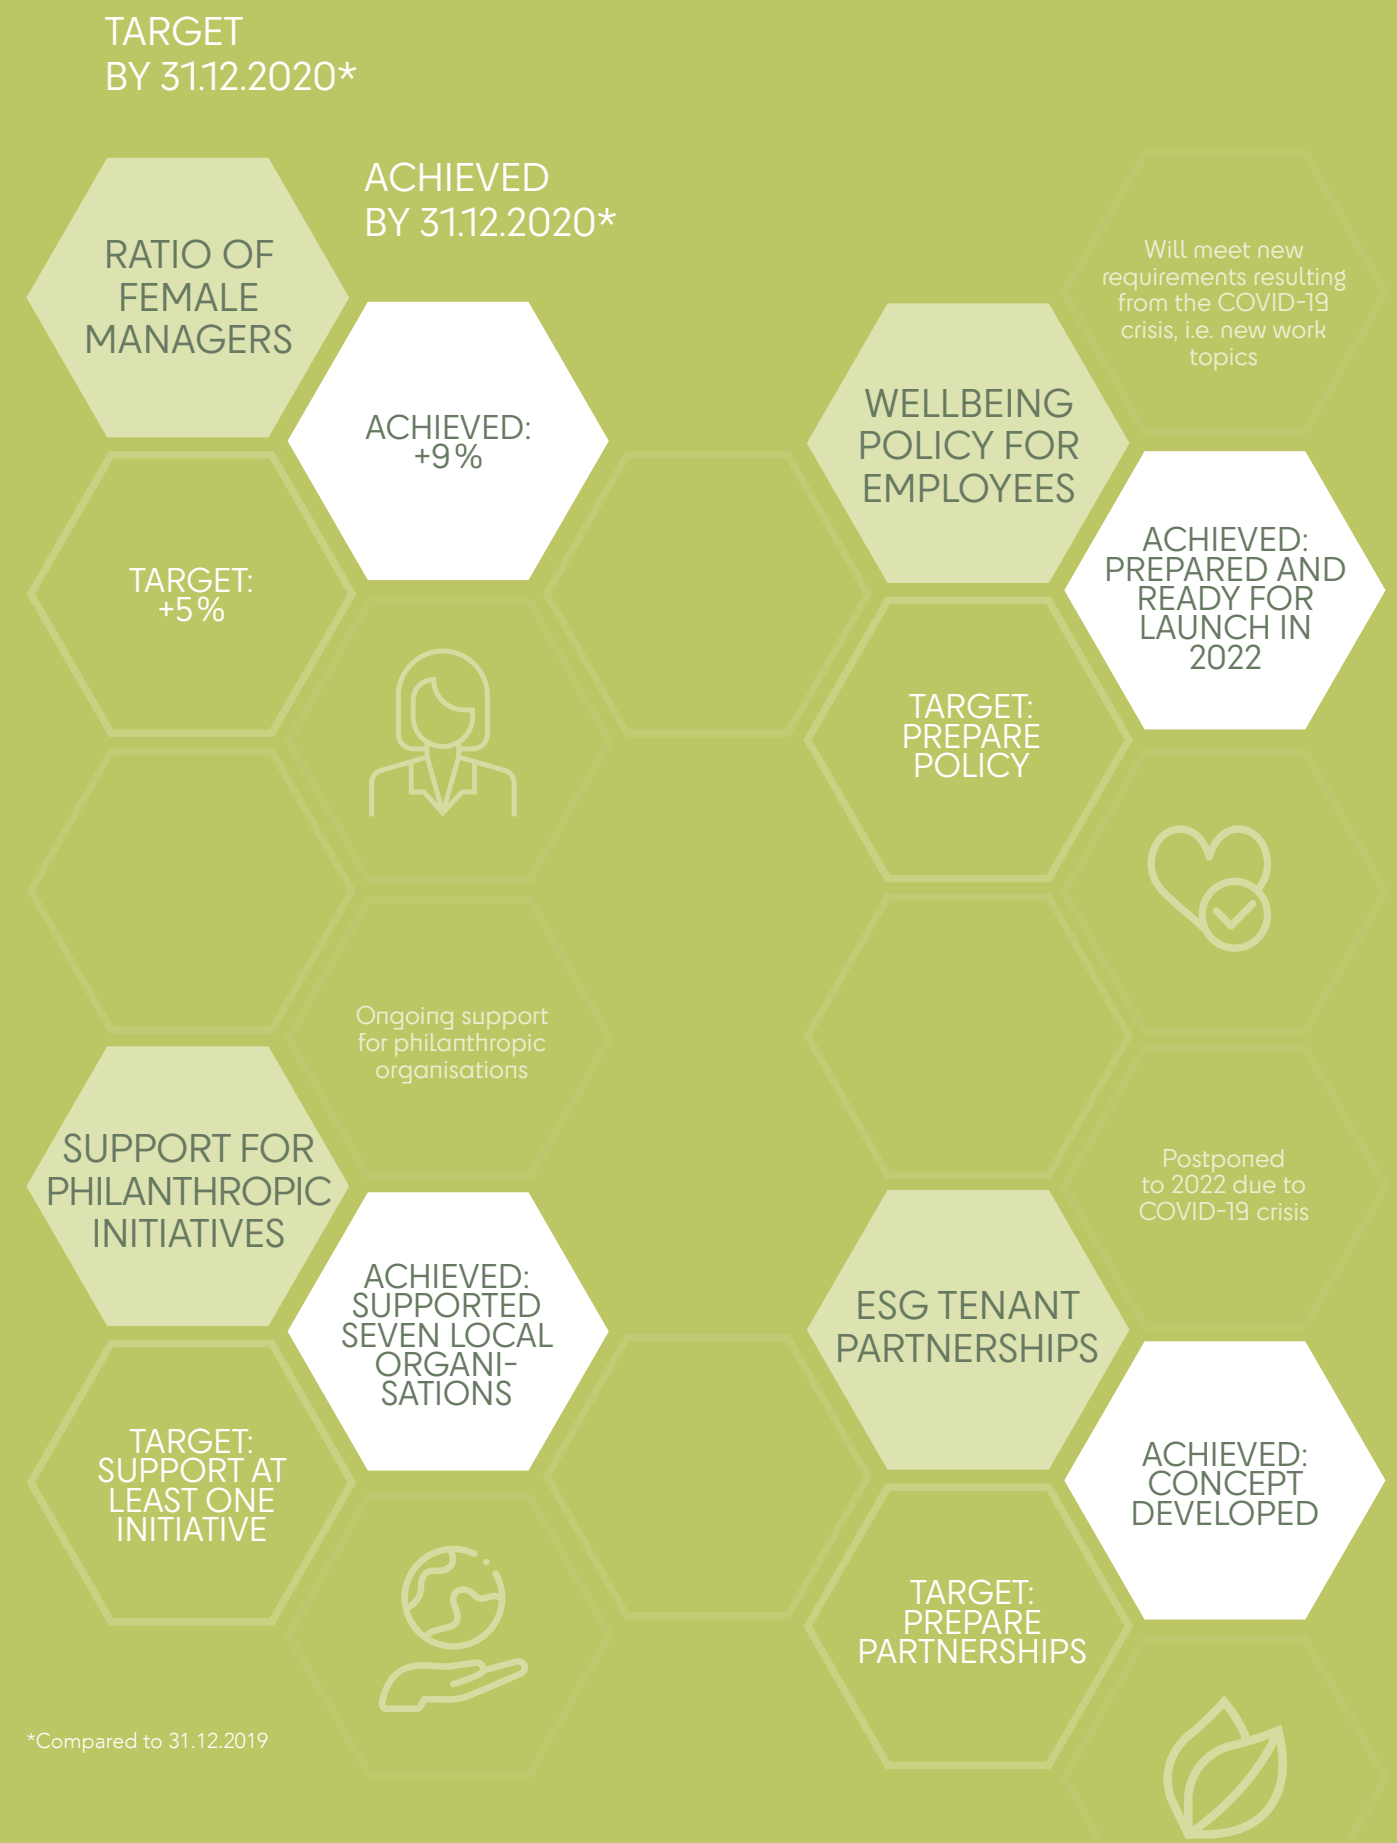 TARGET
BY 31.12.2020*
ACHIEVED
BY 31.12.2020*
RATIO OF
FEMALE
MANAGERS
ACHIEVED:
+9%
TARGET:
+5%
Will meet new
requirements resulting
from the COVID-19
crisis, i.e. new work
topics
WELLBEING
POLICY FOR
EMPLOYEES
ACHIEVED:
PREPARED AND
READY FOR
LAUNCH IN
2022
TARGET:
PREPARE
POLICY
Ongoing support
for philanthropic
organisations
SUPPORT FOR
PHILANTHROPIC
INITIATIVES
ACHIEVED:
SUPPORTED
SEVEN LOCAL
ORGANI-
SATIONS
TARGET:
SUPPORT AT
LEAST ONE
INITIATIVE
Postponed
to 2022 due to
COVID-19 crisis
ESG TENANT
PARTNERSHIPS
ACHIEVED:
CONCEPT
DEVELOPED
TARGET:
PREPARE
PARTNERSHIPS
*Compared to 31.12.2019